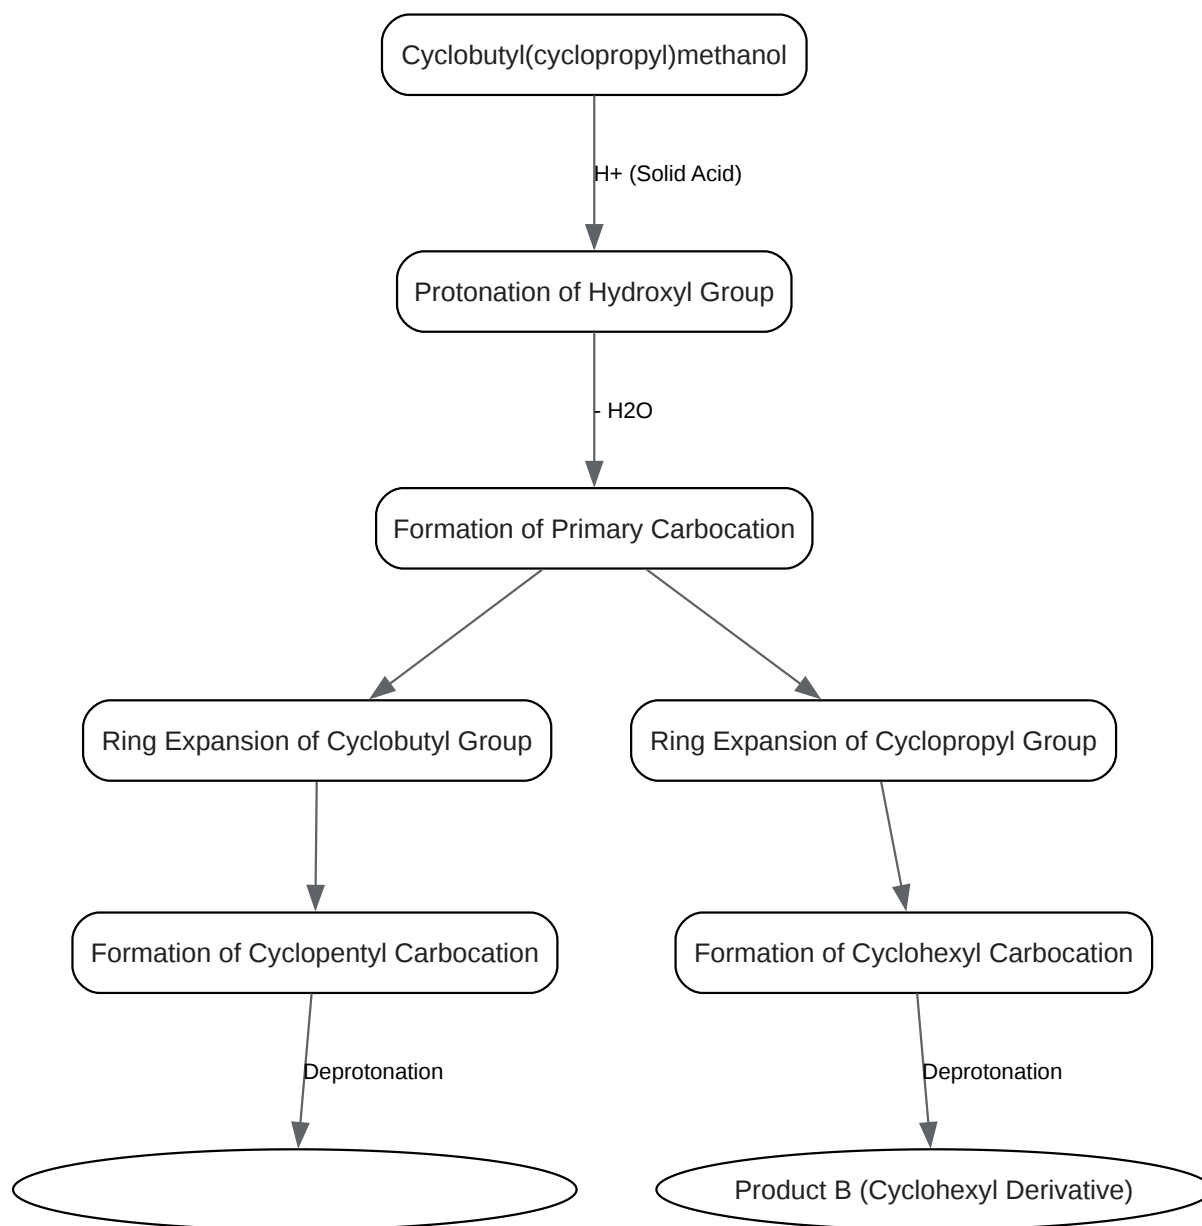 Cyclobutyl(cyclopropyl)methanol
H+ (Solid Acid)
Protonation of Hydroxyl Group
- H2O
Formation of Primary Carbocation
Ring Expansion of Cyclobutyl Group
Ring Expansion of Cyclopropyl Group
Formation of Cyclopentyl Carbocation
Formation of Cyclohexyl Carbocation
Deprotonation
Deprotonation
Product B (Cyclohexyl Derivative)